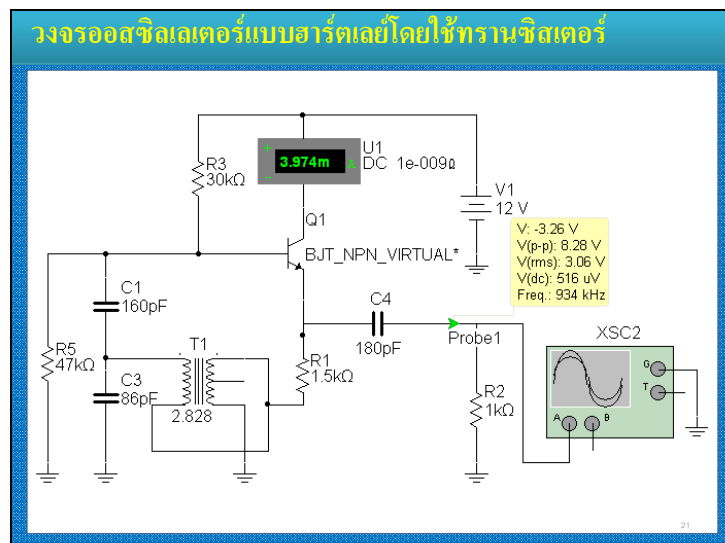 วงจรออสซิลเลเตอร์แบบฮาร์ตเลย์โดยใช้ทรานซิสเตอร์
+
3.974m
A
-
U1
DC 1e-009Ω
R3
30kΩ
V1
12 V
Q1
BJT_NPN_VIRTUAL*
V: -3.26 V
V(p-p): 8.28 V
V(rms): 3.06 V
V(dc): 516 uV
Freq.: 934 kHz
C1
160pF
C4
180pF
Probe1
XSC2
G
T
A
B
T1
2.828
R5
47kΩ
C3
86pF
R1
1.5kΩ
R2
1kΩ
21